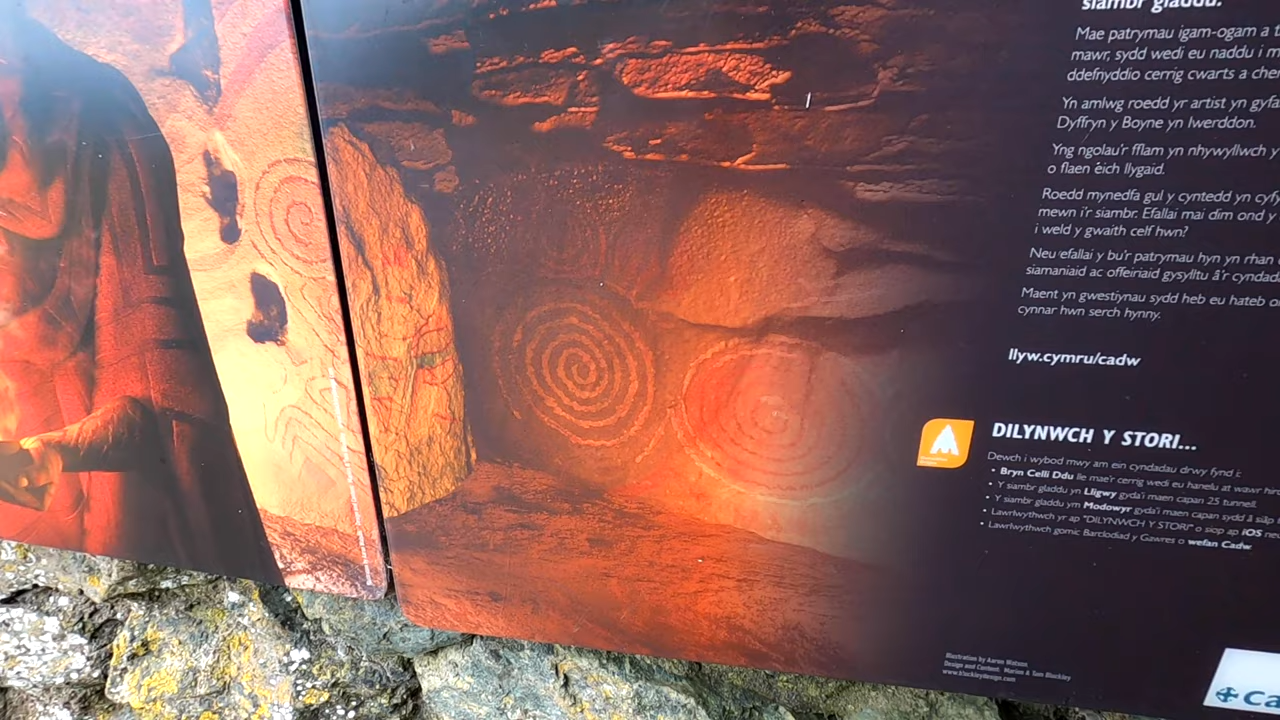 siambr gladdu.
Mae patrymau igam-ogam a
mawr, sydd wedi eu naddu i
ddefnyddio cerrig cwarts a
Yn amlwg roedd yr artist yn
Dyffryn y Boyne yn Iwerddon.
Yng ngolau'r fflam yn nhywyllwch y
o flaen eich llygaid.
Roedd mynedfa gul y cyntedd yn
mewn i'r siambr. Efallai mai dim ond y
i weld y gwaith celf hwn?
Neu efallai y bu'r patrymau hyn yn rhan
siamaniaid ac offeiriaid gysylltu â'r
Maent yn gwestiynau sydd heb eu hateb
cynnar hwn serch hynny.
llyw.cymru/cadw
DILYNWCH Y STORI...
Dewch i wybod mwy am ein cyndadau drwy fynd i:
• Bryn Celli Ddu lle mae'r cerrig wedi eu hanelu at wawr
• Y siambr gladdu yn Lligwy gyda'i maen capan 25 tunnell
• Y siambr gladdu ym Modowyr gyda'i maen capan sydd â siâp
• Lawrlwythwch yr ap "DILYNWCH Y STORI" o siop ap iOS neu
• Lawrlwythwch gomic Barclodiad y Gawres o wefan Cadw
Illustration by Aaron Watson
Design and Content: Marion & Sam Blockley
www.blockleydesign.com